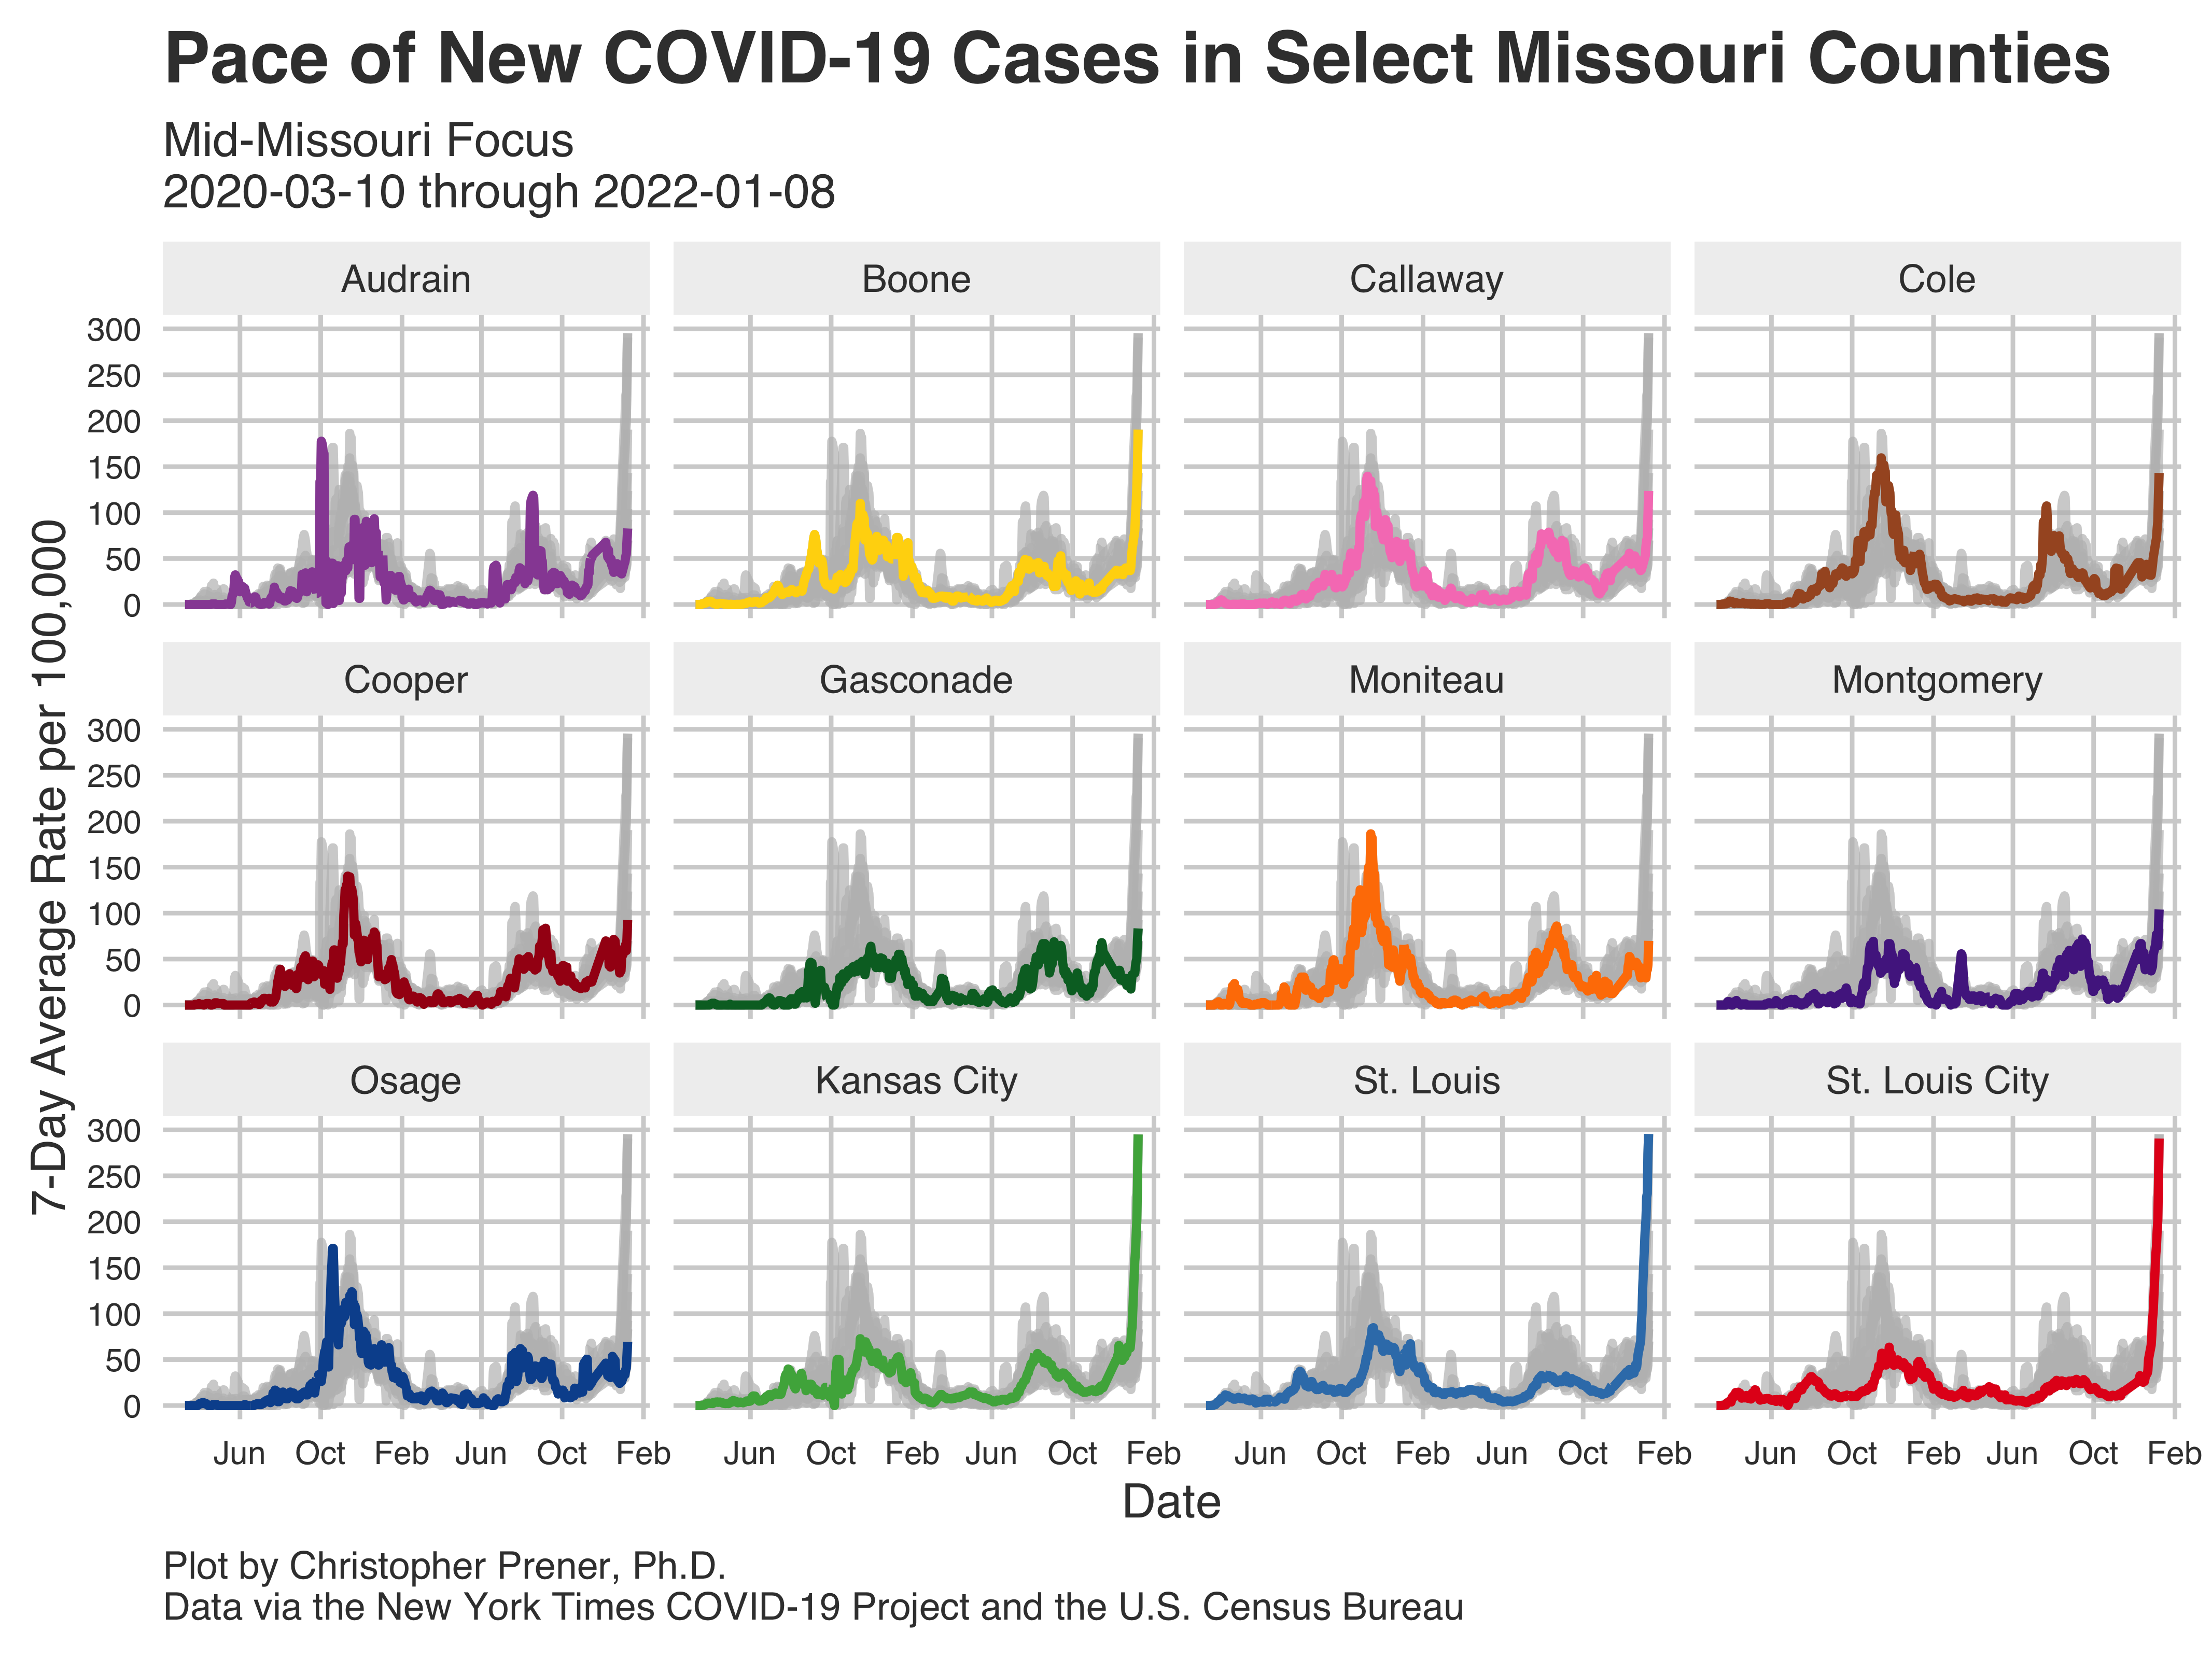 Pace of New COVID-19 Cases in Select Missouri Counties
Mid-Missouri Focus
2020-03-10 through 2022-01-08
7-Day Average Rate per 100,000
Audrain Boone Callaway Cole
300
250
200
150
100
50
0
Cooper Gasconade Moniteau Montgomery
300
250
200
150
100
50
0
Osage Kansas City St. Louis St. Louis City
300
250
200
150
100
50
0
Jun Oct Feb Jun Oct Feb Jun Oct Feb Jun Oct Feb Jun Oct Feb Jun Oct Feb Jun Oct Feb Jun Oct Feb
Date
Plot by Christopher Prener, Ph.D.
Data via the New York Times COVID-19 Project and the U.S. Census Bureau